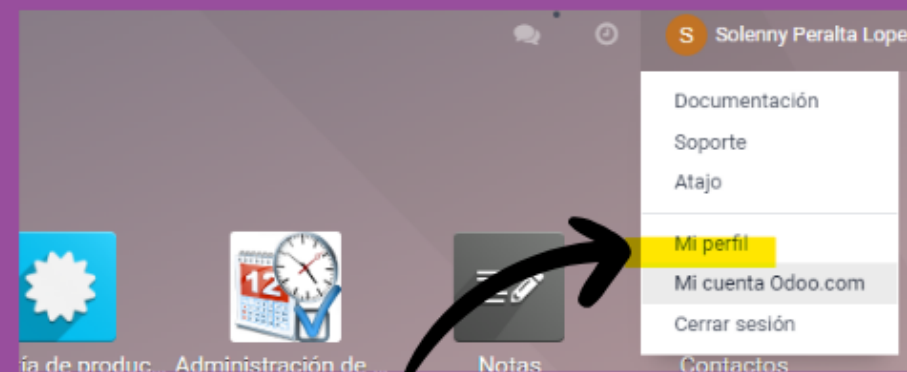 S Solenny Peralta Lope
Documentación
Soporte
Atajo
Mi perfil
Mi cuenta Odoo.com
Cerrar sesión
12
ía de produc... Administración de ... Notas Contactos